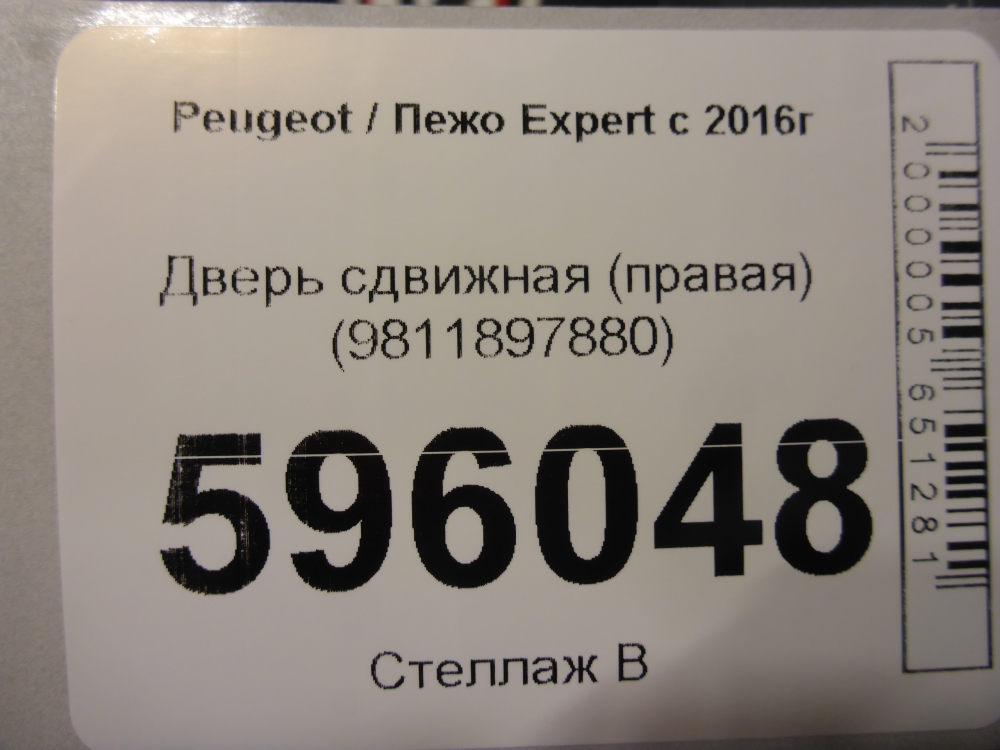 Peugeot / Пежо Expert с 2016г
Дверь сдвижная (правая)
(9811897880)
596048
Стеллаж В
2000005651281